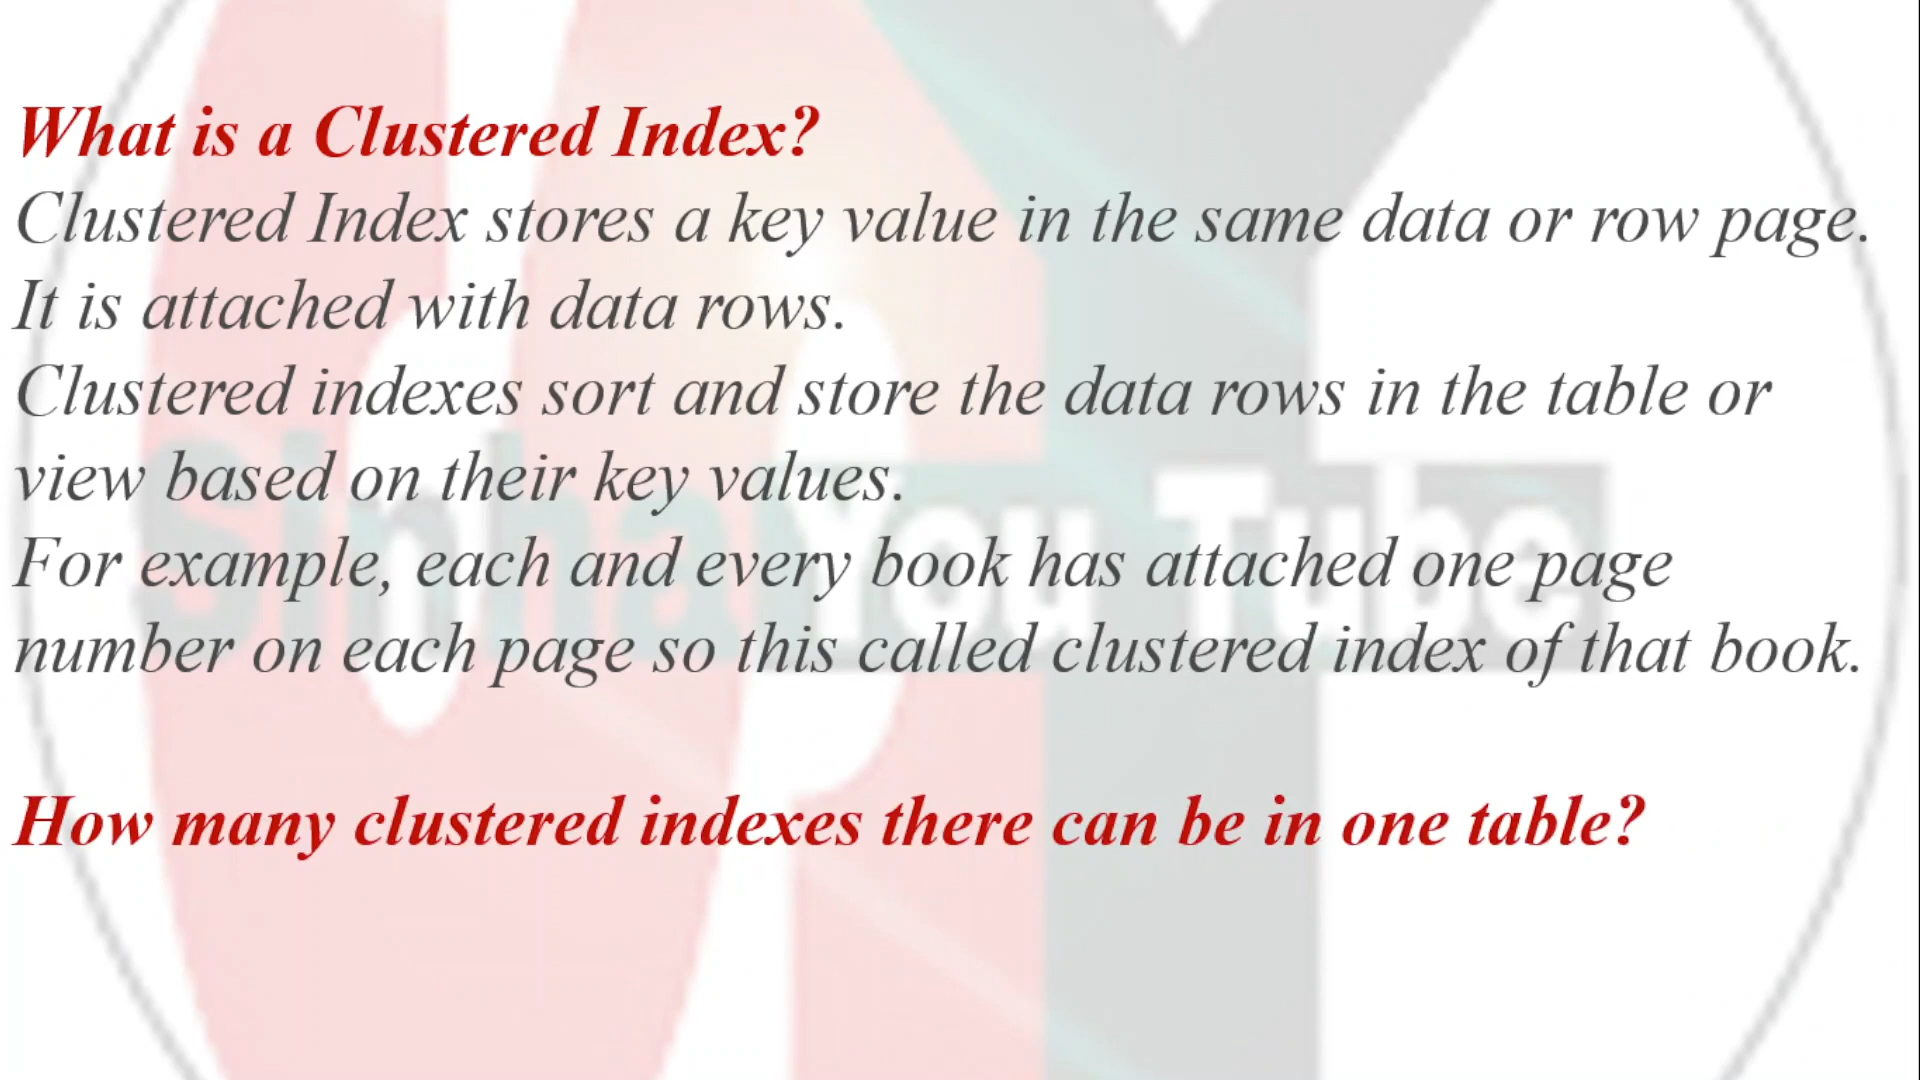 What is a Clustered Index?
Clustered Index stores a key value in the same data or row page.
It is attached with data rows.
Clustered indexes sort and store the data rows in the table or
view based on their key values.
For example, each and every book has attached one page
number on each page so this called clustered index of that book.
How many clustered indexes there can be in one table?
Sinha
You Tube